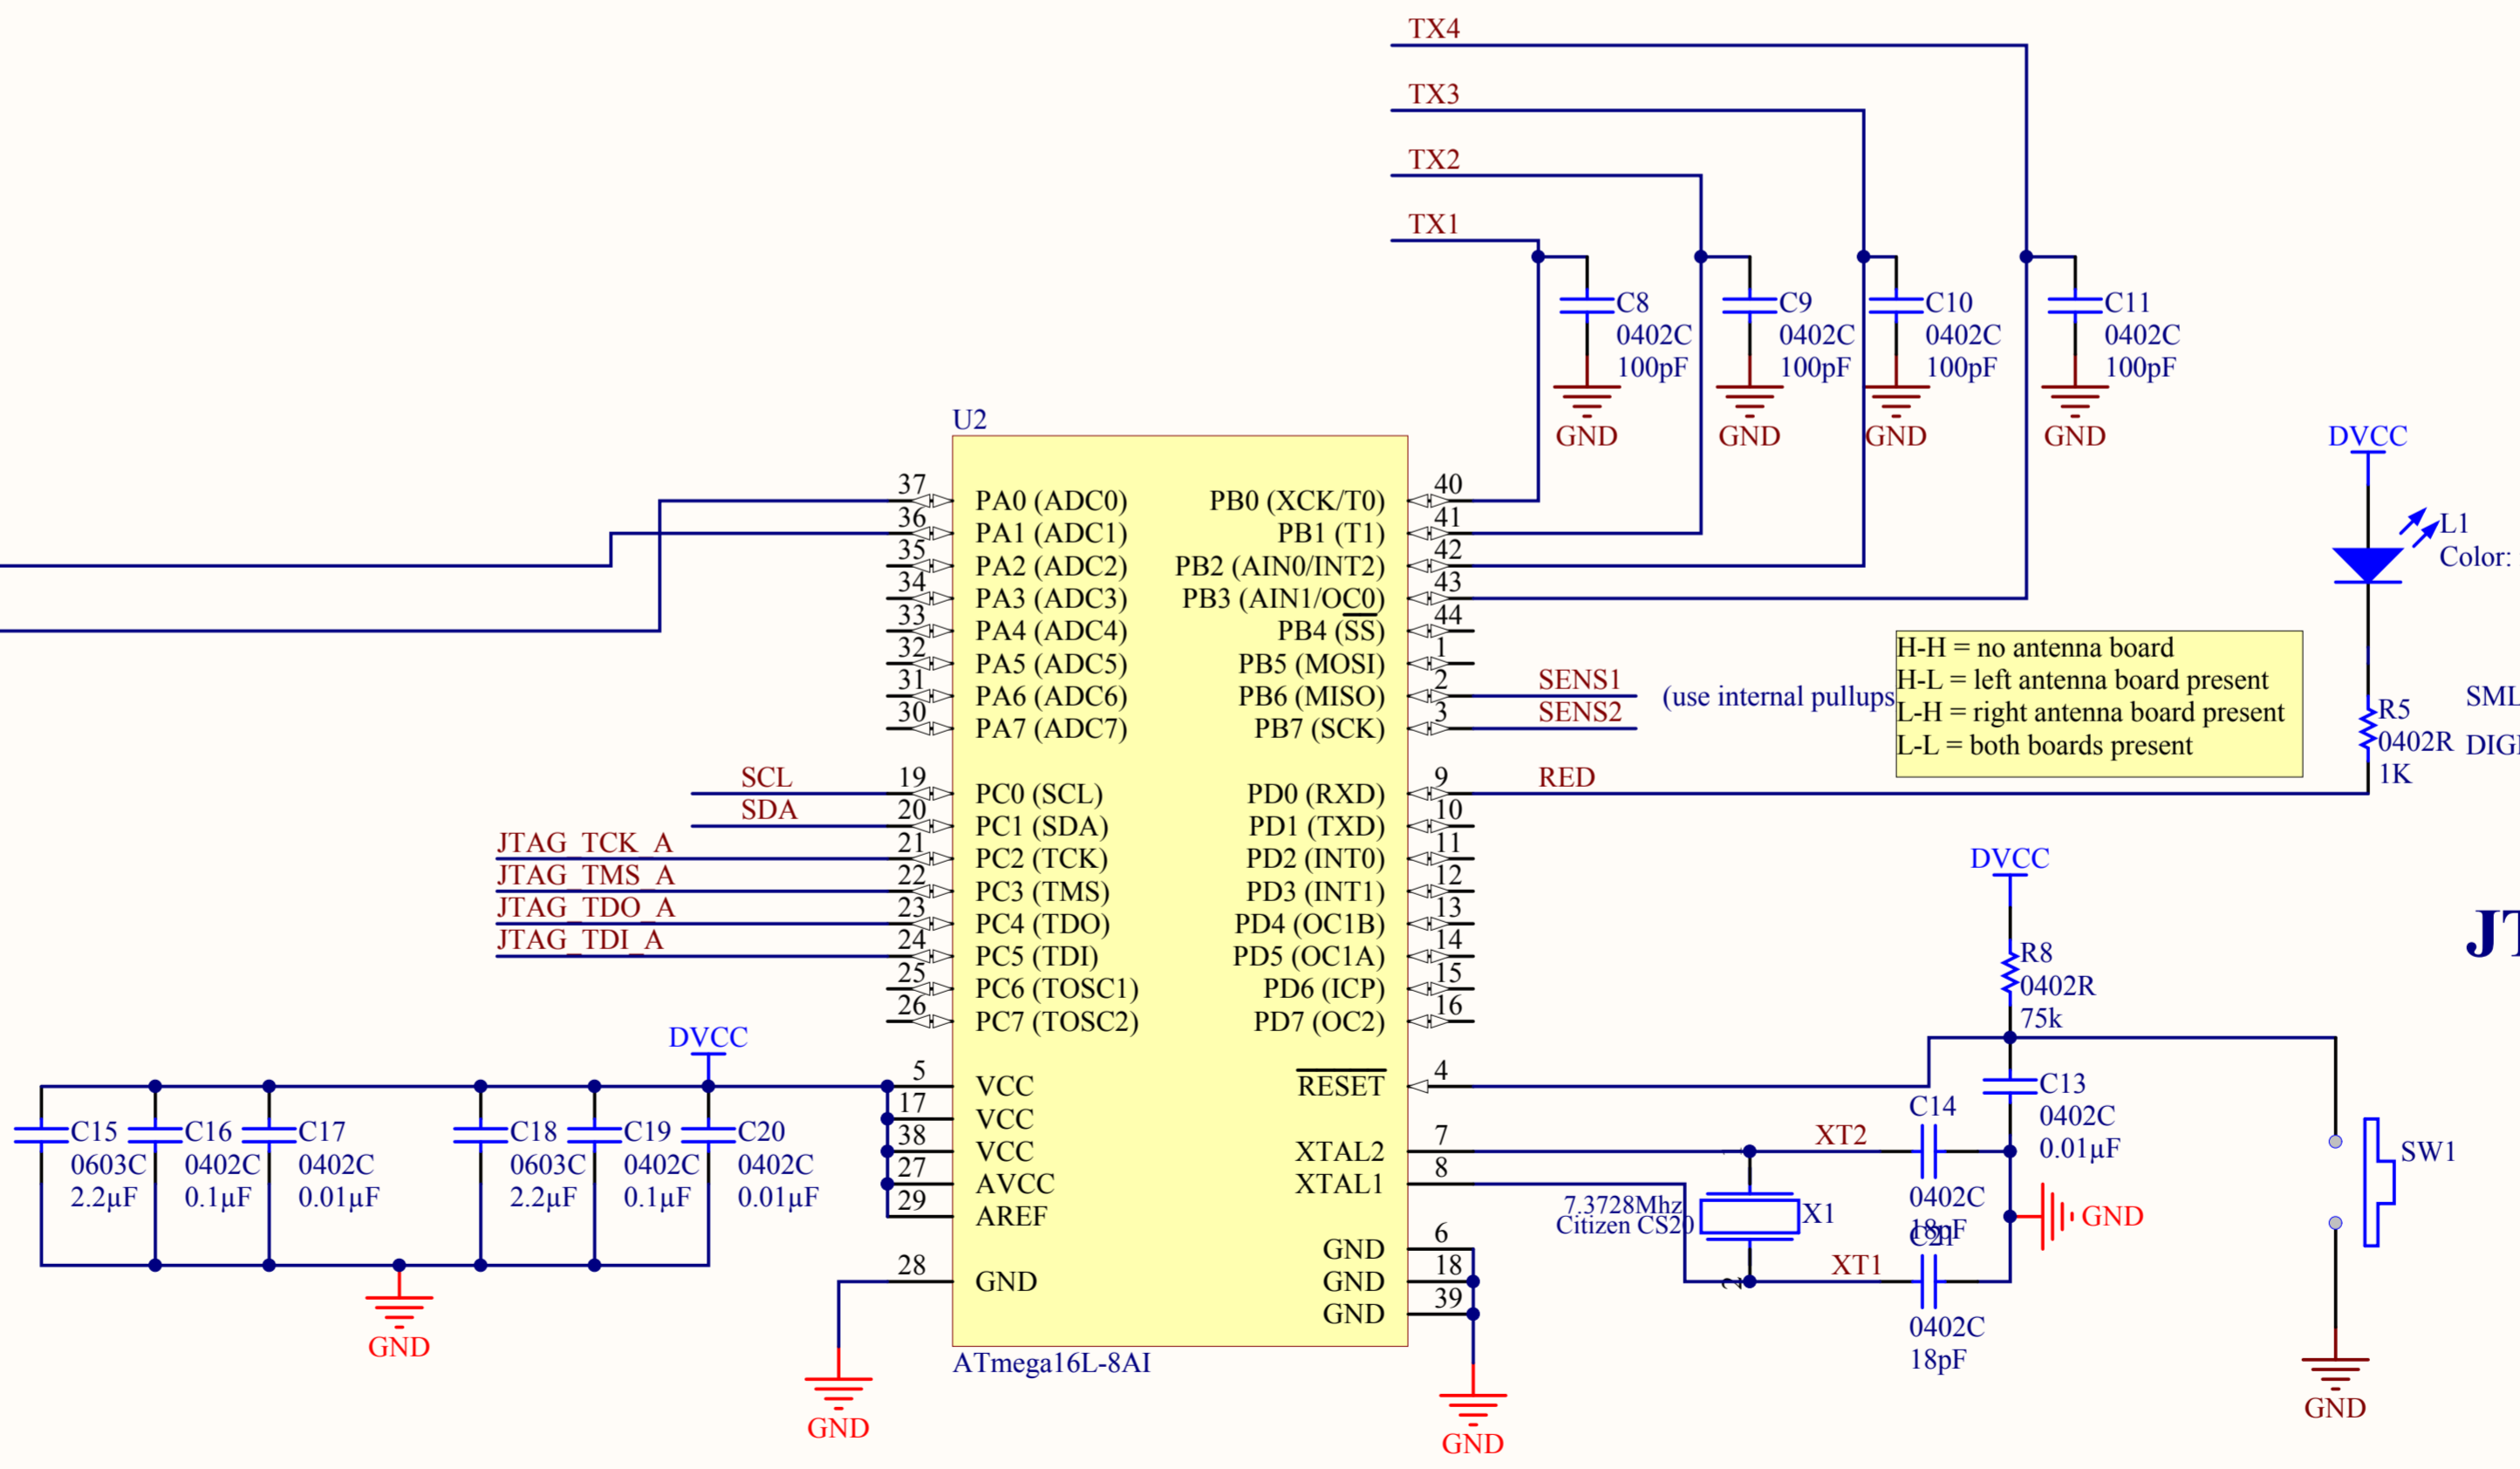 TX4
TX3
TX2
TX1
C8
0402C
100pF
GND
C9
0402C
100pF
GND
C10
0402C
100pF
GND
C11
0402C
100pF
GND
U2
37 PA0 (ADC0)
36 PA1 (ADC1)
35 PA2 (ADC2)
34 PA3 (ADC3)
33 PA4 (ADC4)
32 PA5 (ADC5)
31 PA6 (ADC6)
30 PA7 (ADC7)
SCL 19 PC0 (SCL)
SDA 20 PC1 (SDA)
JTAG_TCK_A 21 PC2 (TCK)
JTAG_TMS_A 22 PC3 (TMS)
JTAG_TDO_A 23 PC4 (TDO)
JTAG_TDI_A 24 PC5 (TDI)
25 PC6 (TOSC1)
26 PC7 (TOSC2)
5 VCC
17 VCC
38 VCC
27 AVCC
29 AREF
28 GND
GND
PB0 (XCK/T0) 40
PB1 (T1) 41
PB2 (AIN0/INT2) 42
PB3 (AIN1/OC0) 43
PB4 (SS) 44
PB5 (MOSI) 1
PB6 (MISO) 2 SENS1
PB7 (SCK) 3 SENS2
(use internal pullups
PD0 (RXD) 9 RED
PD1 (TXD) 10
PD2 (INT0) 11
PD3 (INT1) 12
PD4 (OC1B) 13
PD5 (OC1A) 14
PD6 (ICP) 15
PD7 (OC2) 16
RESET 4
XTAL2 7 XT2
XTAL1 8 XT1
GND 6
GND 18
GND 39
GND
ATmega16L-8AI
H-H = no antenna board
H-L = left antenna board present
L-H = right antenna board present
L-L = both boards present
DVCC
L1
Color:
R5
0402R
1K
SML
DIGI
DVCC
R8
0402R
75k
JT
C13
0402C
0.01µF
C14
0402C
18pF
C21
0402C
18pF
GND
7.3728Mhz
Citizen CS20
1
X1
2
SW1
GND
DVCC
C15
0603C
2.2µF
C16
0402C
0.1µF
C17
0402C
0.01µF
C18
0603C
2.2µF
C19
0402C
0.1µF
C20
0402C
0.01µF
GND